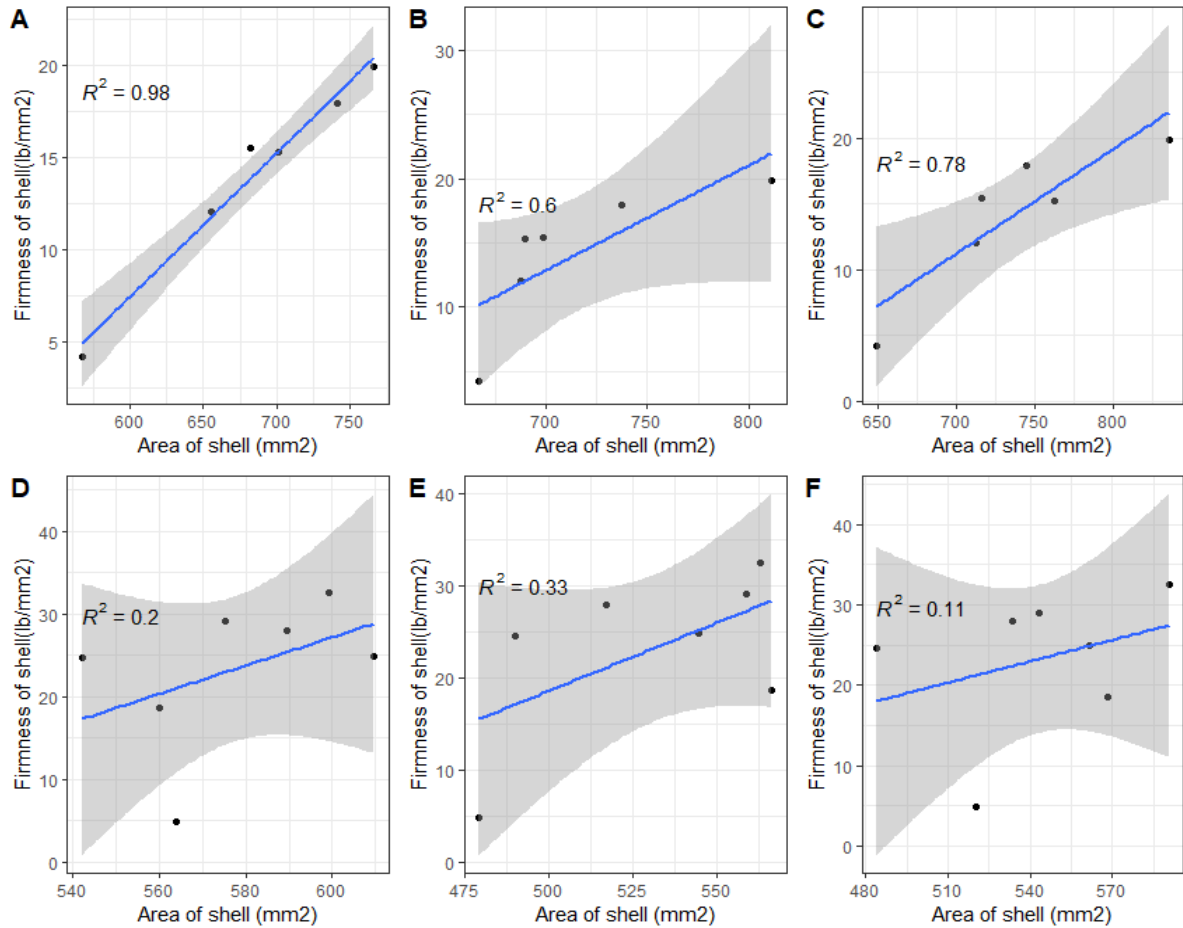 A
Firmness of shell(lb/mm2)
R² = 0.98
20
15
10
5
600 650 700 750
Area of shell (mm2)
B
Firmness of shell(lb/mm2)
R² = 0.6
30
20
10
700 750 800
Area of shell (mm2)
C
Firmness of shell(lb/mm2)
R² = 0.78
20
10
0
650 700 750 800
Area of shell (mm2)
D
Firmness of shell(lb/mm2)
R² = 0.2
40
30
20
10
0
540 560 580 600
Area of shell (mm2)
E
Firmness of shell(lb/mm2)
R² = 0.33
40
30
20
10
0
475 500 525 550
Area of shell (mm2)
F
Firmness of shell(lb/mm2)
R² = 0.11
40
30
20
10
0
480 510 540 570
Area of shell (mm2)